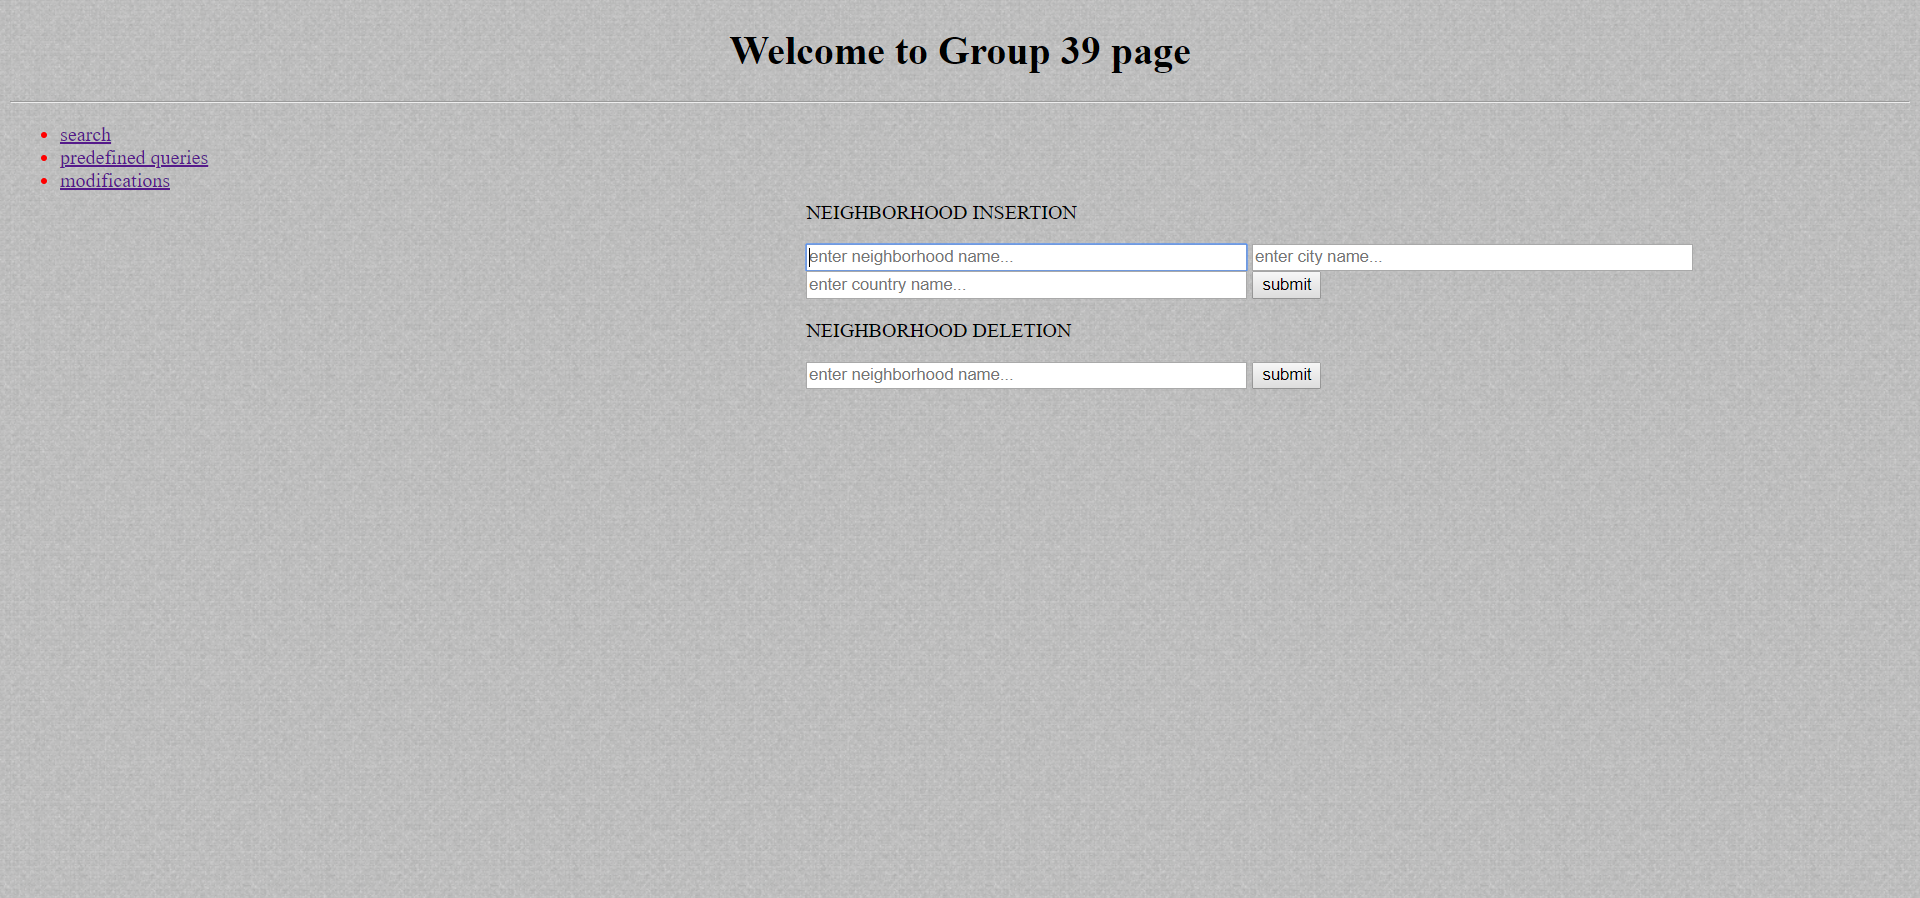 Welcome to Group 39 page
search
predefined queries
modifications
NEIGHBORHOOD INSERTION
enter neighborhood name... enter city name...
enter country name... submit
NEIGHBORHOOD DELETION
enter neighborhood name... submit